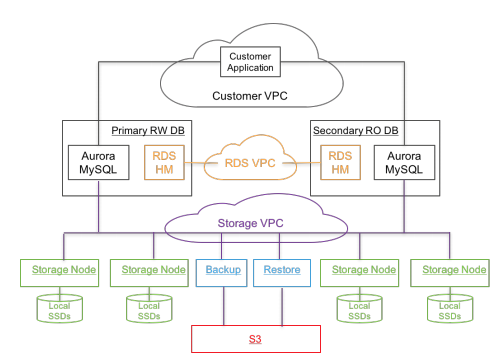 Customer
Application
Customer VPC
Primary RW DB
Secondary RO DB
Aurora
MySQL
RDS
HM
RDS VPC
RDS
HM
Aurora
MySQL
Storage VPC
Storage Node
Storage Node
Backup
Restore
Storage Node
Storage Node
Local
SSDs
Local
SSDs
Local
SSDs
Local
SSDs
S3